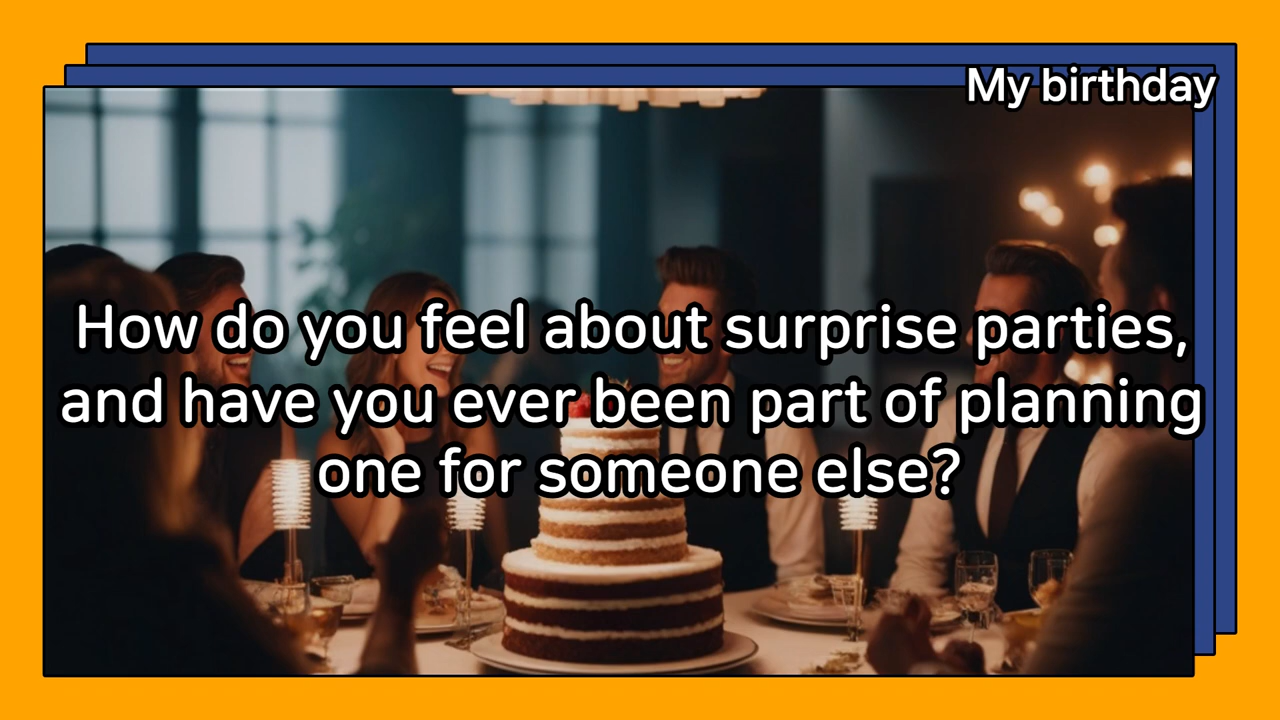 My birthday
How do you feel about surprise parties,
and have you ever been part of planning
one for someone else?